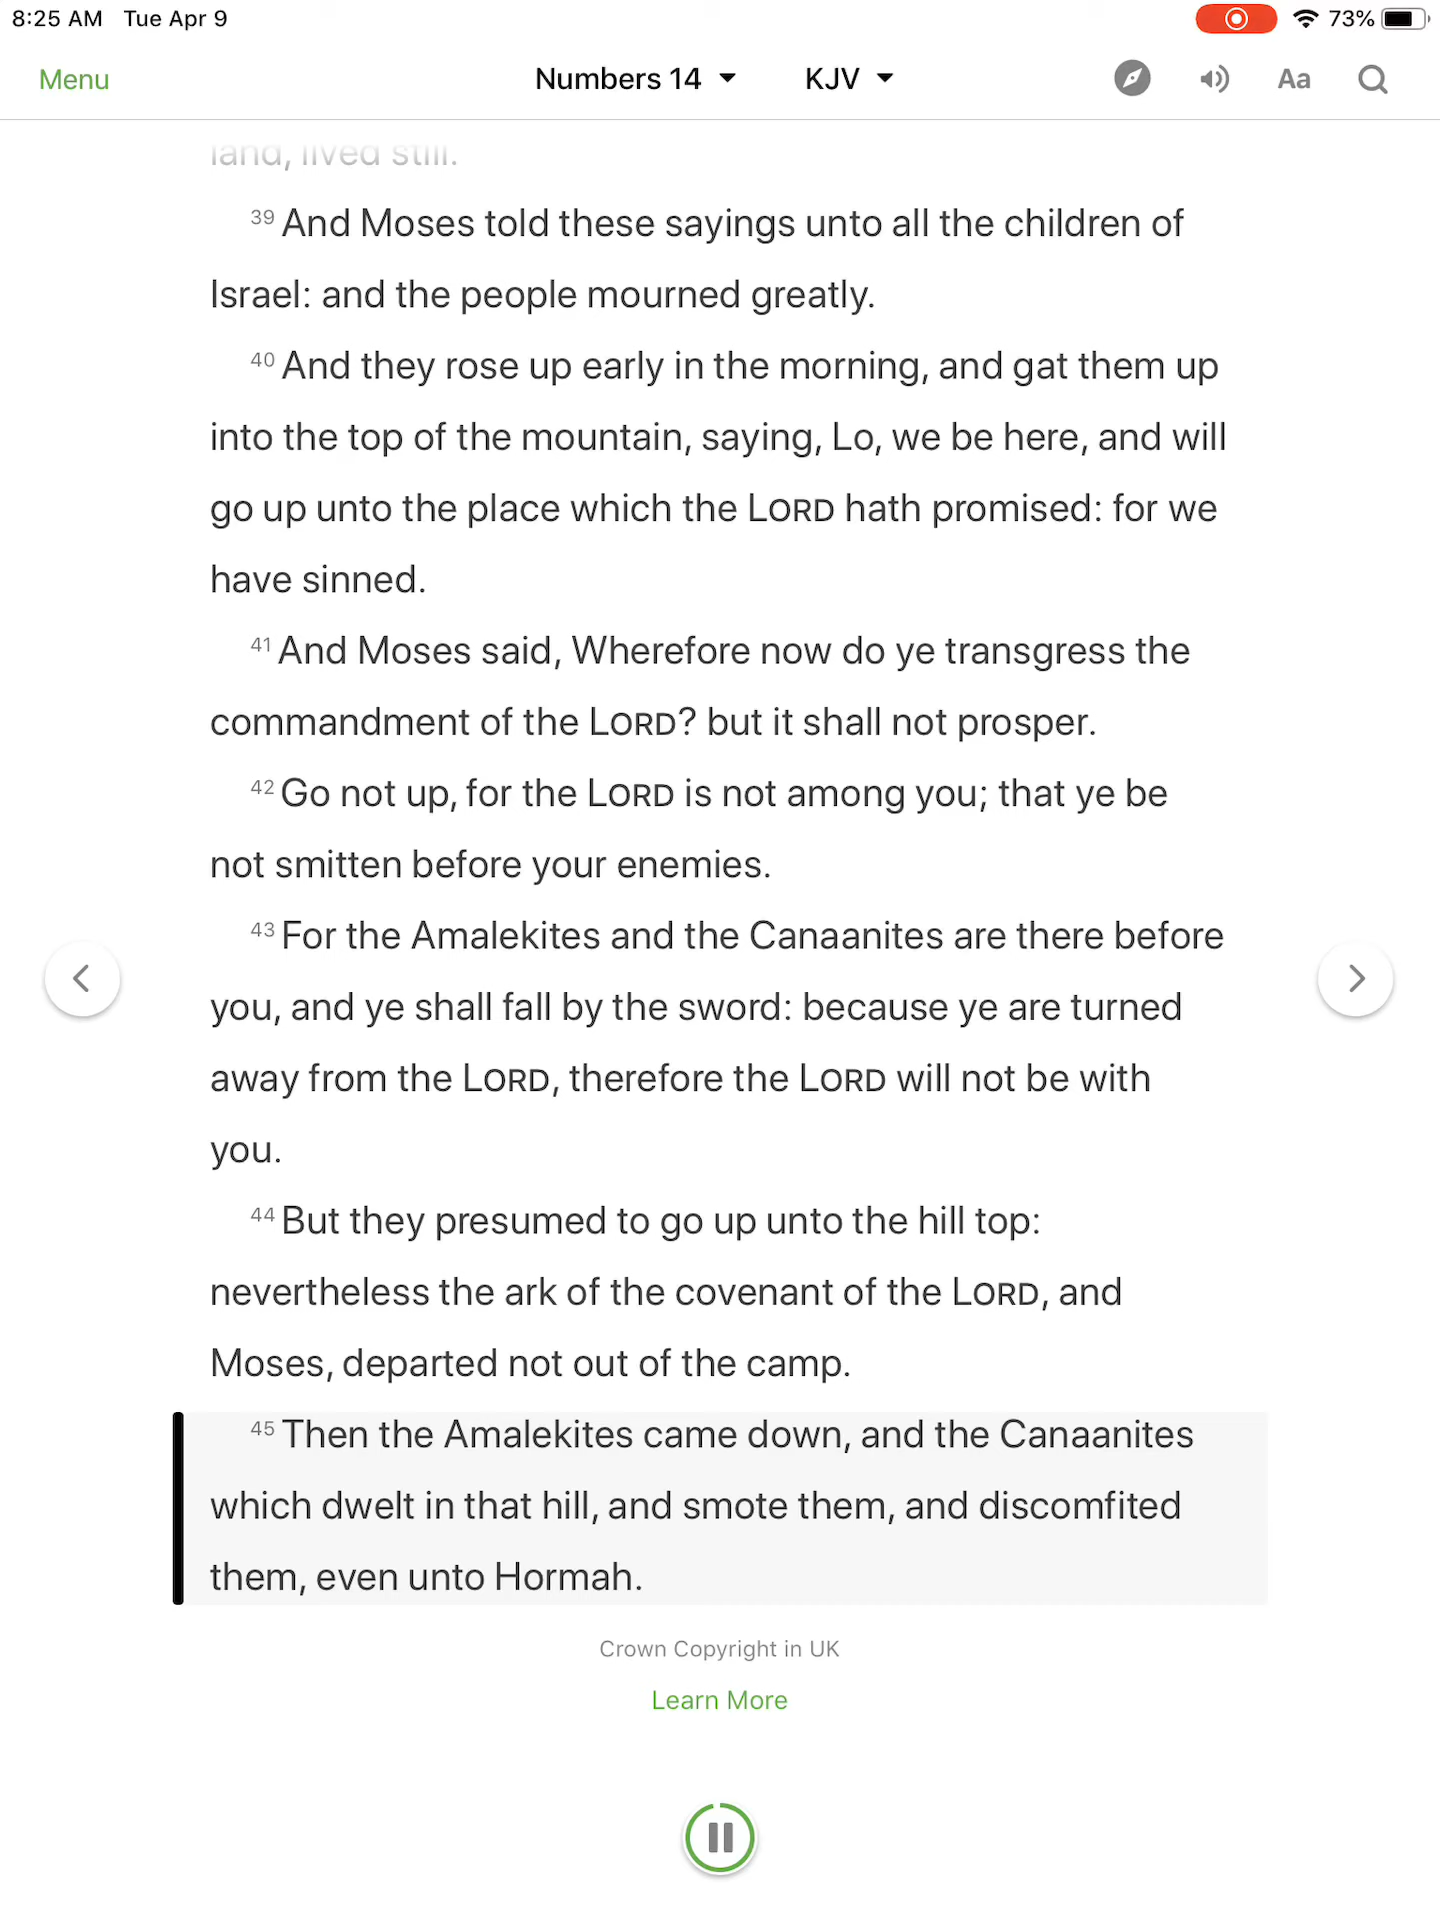 8:25 AM Tue Apr 9 73%
Menu Numbers 14 KJV Aa
land, lived still.
39 And Moses told these sayings unto all the children of
Israel: and the people mourned greatly.
40 And they rose up early in the morning, and gat them up
into the top of the mountain, saying, Lo, we be here, and will
go up unto the place which the LORD hath promised: for we
have sinned.
41 And Moses said, Wherefore now do ye transgress the
commandment of the LORD? but it shall not prosper.
42 Go not up, for the LORD is not among you; that ye be
not smitten before your enemies.
43 For the Amalekites and the Canaanites are there before
you, and ye shall fall by the sword: because ye are turned
away from the LORD, therefore the LORD will not be with
you.
44 But they presumed to go up unto the hill top:
nevertheless the ark of the covenant of the LORD, and
Moses, departed not out of the camp.
45 Then the Amalekites came down, and the Canaanites
which dwelt in that hill, and smote them, and discomfited
them, even unto Hormah.
Crown Copyright in UK
Learn More